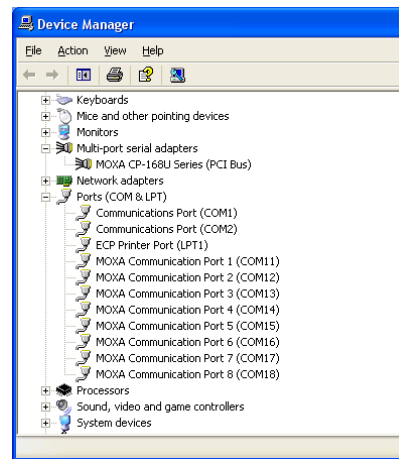 Device Manager
File Action View Help
Keyboards
Mice and other pointing devices
Monitors
Multi-port serial adapters
MOXA CP-168U Series (PCI Bus)
Network adapters
Ports (COM & LPT)
Communications Port (COM1)
Communications Port (COM2)
ECP Printer Port (LPT1)
MOXA Communication Port 1 (COM11)
MOXA Communication Port 2 (COM12)
MOXA Communication Port 3 (COM13)
MOXA Communication Port 4 (COM14)
MOXA Communication Port 5 (COM15)
MOXA Communication Port 6 (COM16)
MOXA Communication Port 7 (COM17)
MOXA Communication Port 8 (COM18)
Processors
Sound, video and game controllers
System devices